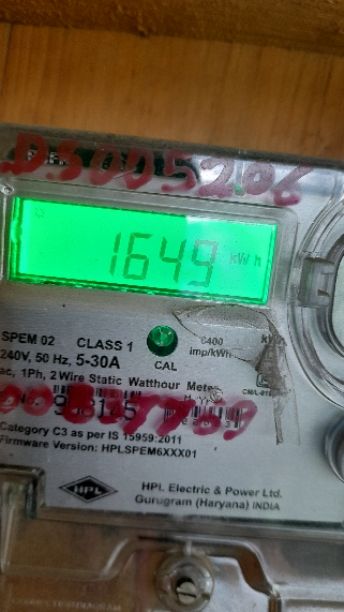 DS005206
1649 kWh
SPEM 02 CLASS 1 6400 imp/kWh
240V, 50 Hz, 5-30A CAL
ac, 1Ph, 2 Wire Static Watthour Meter
Category C3 as per IS 15959:2011
Firmware Version: HPLSPEM6XXX01
HPL HPL Electric & Power Ltd.
Gurugram (Haryana) INDIA